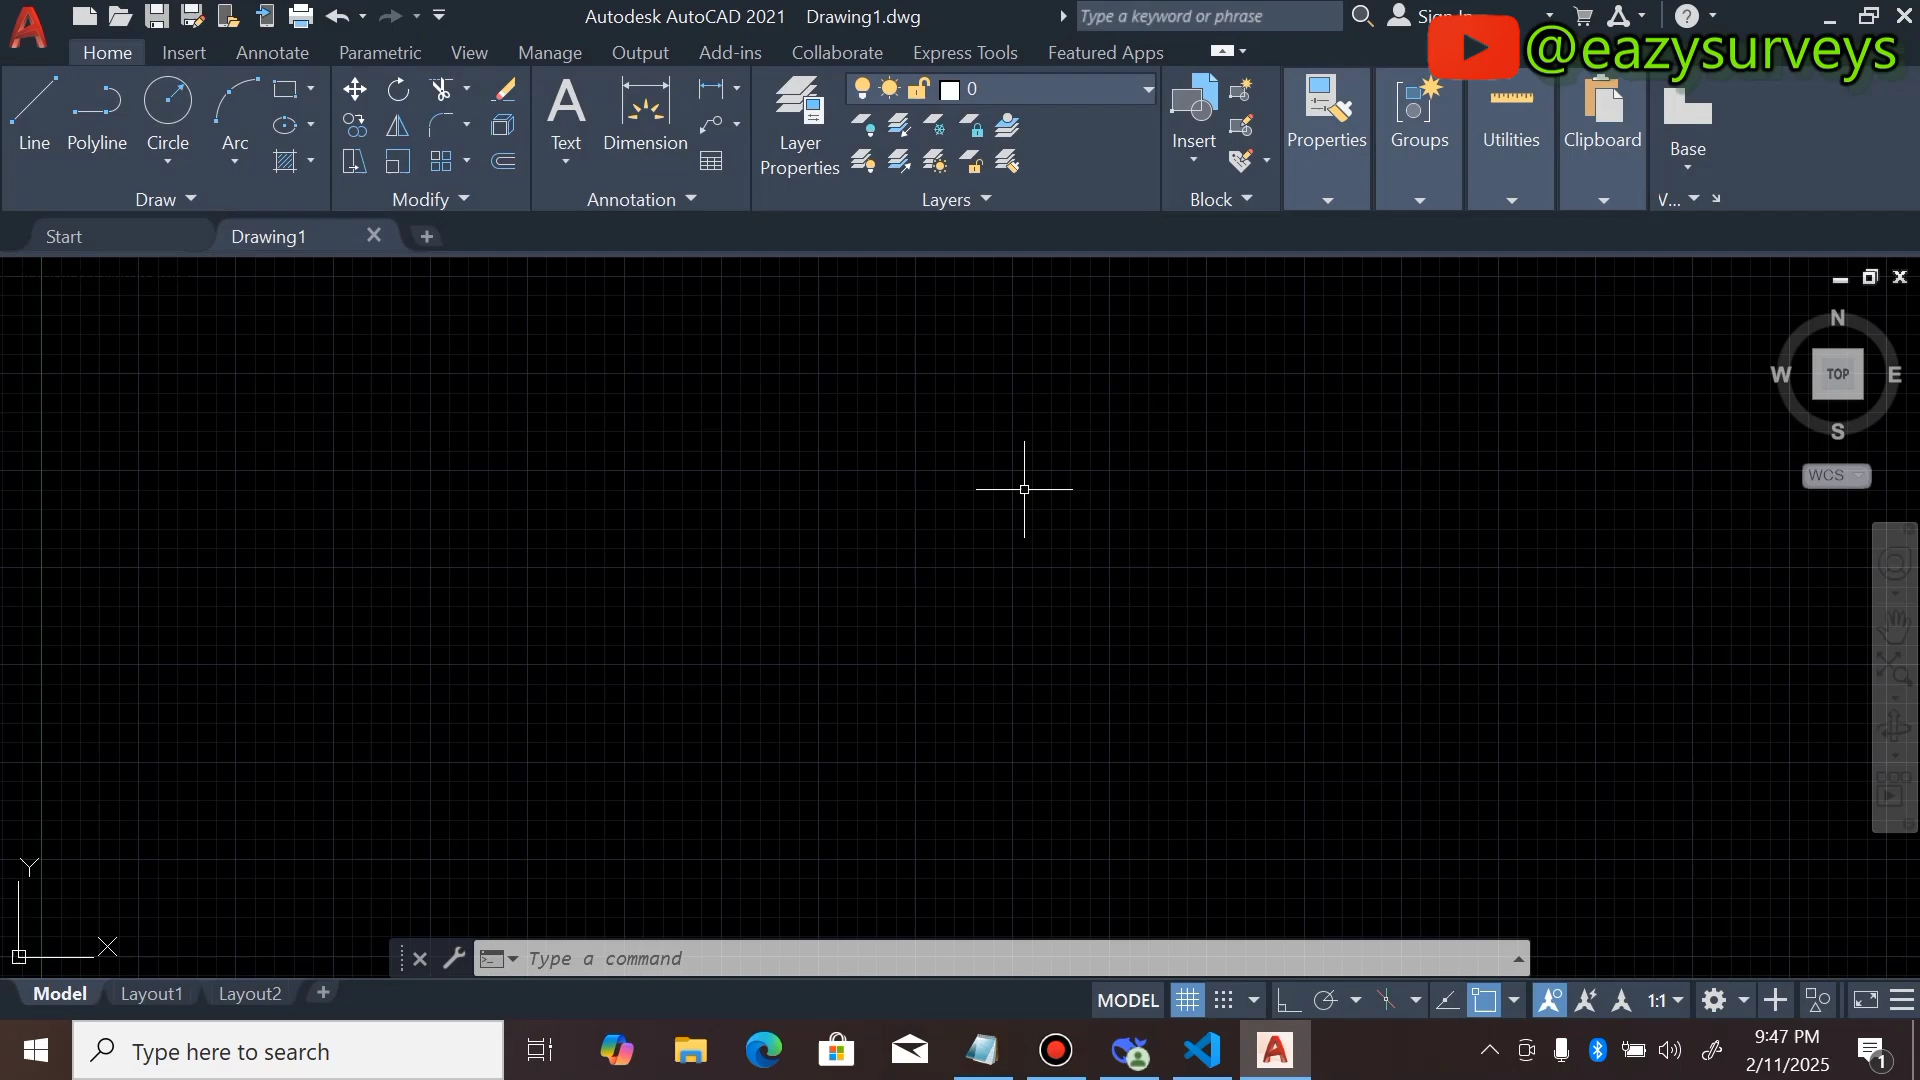 Autodesk AutoCAD 2021 Drawing1.dwg
Type a keyword or phrase
@eazysurveys
Home Insert Annotate Parametric View Manage Output Add-ins Collaborate Express Tools Featured Apps
0
Line Polyline Circle Arc
Text Dimension
Layer Properties
Insert
Properties Groups Utilities Clipboard Base
Draw Modify Annotation Layers Block V...
Start Drawing1
N
W TOP E
S
WCS
Y
X
Type a command
Model Layout1 Layout2
MODEL 1:1
Type here to search
9:47 PM
2/11/2025
1